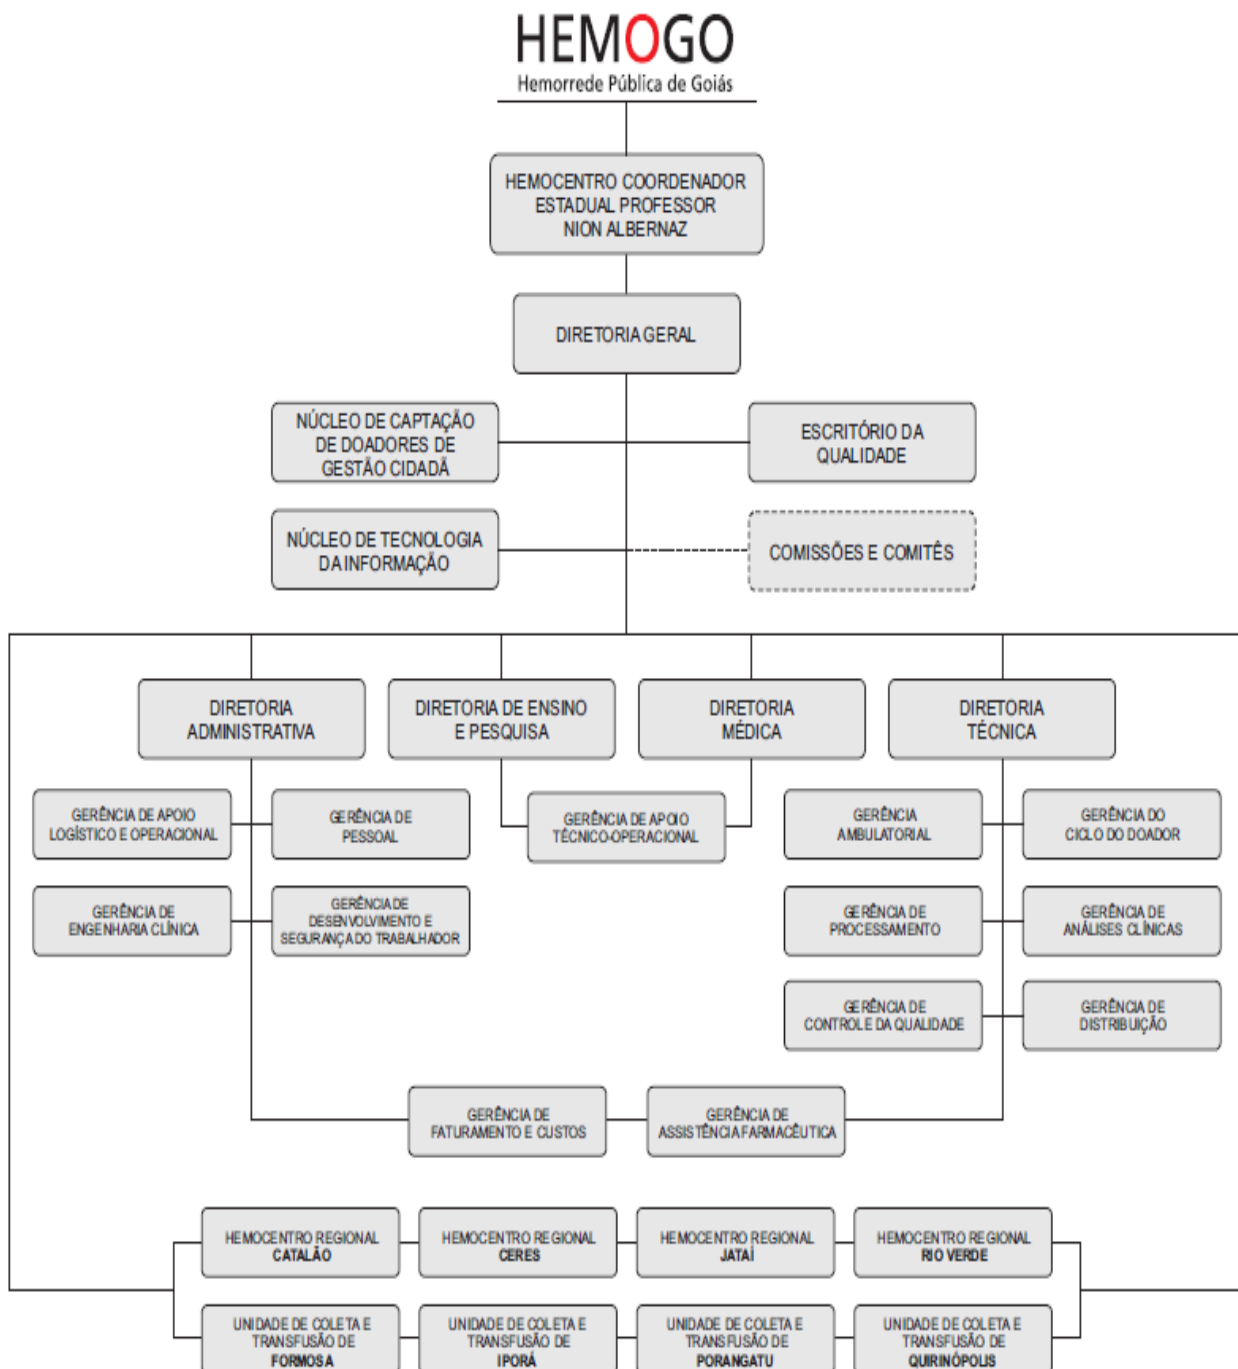 HEMOGO
Hemorrede Pública de Goiás
HEMOCENTRO COORDENADOR
ESTADUAL PROFESSOR
NION ALBERNAZ
DIRETORIA GERAL
NÚCLEO DE CAPTAÇÃO
DE DOADORES DE
GESTÃO CIDADÃ
ESCRITÓRIO DA
QUALIDADE
NÚCLEO DE TECNOLOGIA
DA INFORMAÇÃO
COMISSÕES E COMITÊS
DIRETORIA
ADMINISTRATIVA
DIRETORIA DE ENSINO
E PESQUISA
DIRETORIA
MÉDICA
DIRETORIA
TÉCNICA
GERÊNCIA DE APOIO
LOGÍSTICO E OPERACIONAL
GERÊNCIA DE
PESSOAL
GERÊNCIA DE APOIO
TÉCNICO-OPERACIONAL
GERÊNCIA
AMBULATORIAL
GERÊNCIA DO
CICLO DO DOADOR
GERÊNCIA DE
ENGENHARIA CLÍNICA
GERÊNCIA DE
DESENVOLVIMENTO E
SEGURANÇA DO TRABALHADOR
GERÊNCIA DE
PROCESSAMENTO
GERÊNCIA DE
ANÁLISES CLÍNICAS
GERÊNCIA DE
CONTROLE DA QUALIDADE
GERÊNCIA DE
DISTRIBUIÇÃO
GERÊNCIA DE
FATURAMENTO E CUSTOS
GERÊNCIA DE
ASSISTÊNCIA FARMACÊUTICA
HEMOCENTRO REGIONAL
CATALÃO
HEMOCENTRO REGIONAL
CERES
HEMOCENTRO REGIONAL
JATAÍ
HEMOCENTRO REGIONAL
RIO VERDE
UNIDADE DE COLETA E
TRANSFUSÃO DE
FORMOSA
UNIDADE DE COLETA E
TRANSFUSÃO DE
IPORÁ
UNIDADE DE COLETA E
TRANSFUSÃO DE
PORANGATU
UNIDADE DE COLETA E
TRANSFUSÃO DE
QUIRINÓPOLIS